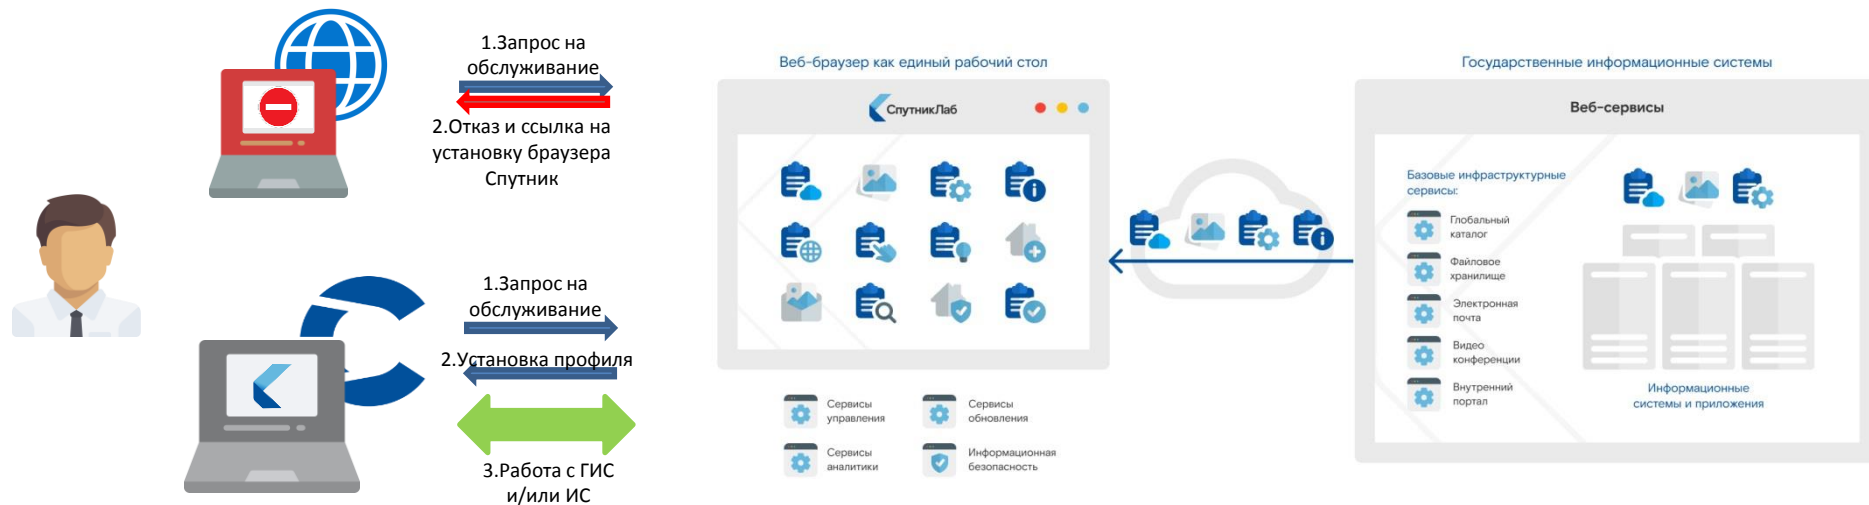 1.Запрос на
обслуживание
2.Отказ и ссылка на
установку браузера
Спутник
1.Запрос на
обслуживание
2.Установка профиля
3.Работа с ГИС
и/или ИС
Веб-браузер как единый рабочий стол
СпутникЛаб
Сервисы
управления
Сервисы
обновления
Сервисы
аналитики
Информационная
безопасность
Государственные информационные системы
Веб-сервисы
Базовые инфраструктурные
сервисы:
Глобальный
каталог
Файловое
хранилище
Электронная
почта
Видео
конференции
Внутренний
портал
Информационные
системы и приложения